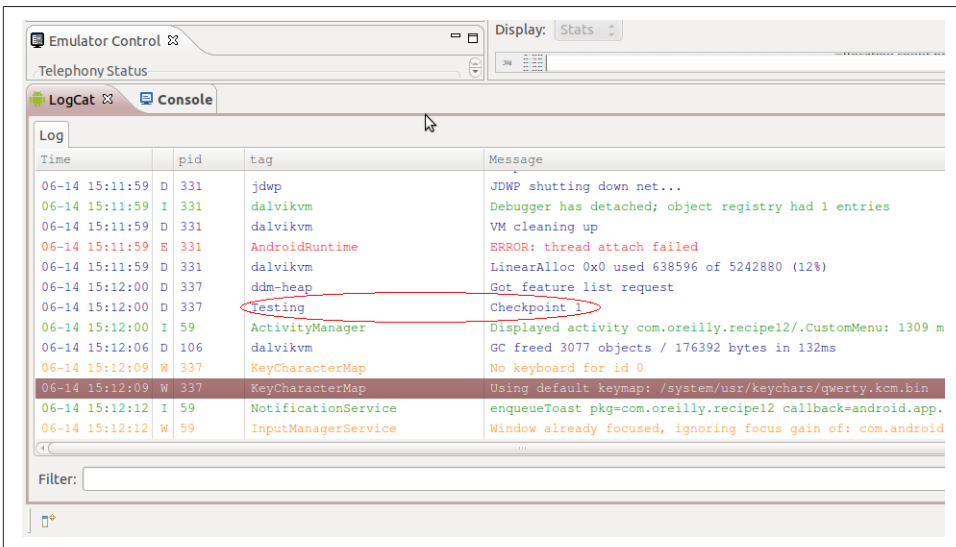 Emulator Control
Display: Stats
Telephony Status
LogCat Console
Log
Time pid tag Message
06-14 15:11:59 D 331 jdwp JDWP shutting down net...
06-14 15:11:59 I 331 dalvikvm Debugger has detached; object registry had 1 entries
06-14 15:11:59 D 331 dalvikvm VM cleaning up
06-14 15:11:59 E 331 AndroidRuntime ERROR: thread attach failed
06-14 15:11:59 D 331 dalvikvm LinearAlloc 0x0 used 638596 of 5242880 (12%)
06-14 15:12:00 D 337 ddm-heap Got feature list request
06-14 15:12:00 D 337 Testing Checkpoint 1
06-14 15:12:00 I 59 ActivityManager Displayed activity com.oreilly.recipe12/.CustomMenu: 1309 m
06-14 15:12:06 D 106 dalvikvm GC freed 3077 objects / 176392 bytes in 132ms
06-14 15:12:09 W 337 KeyCharacterMap No keyboard for id 0
06-14 15:12:09 W 337 KeyCharacterMap Using default keymap: /system/usr/keychars/qwerty.kcm.bin
06-14 15:12:12 I 59 NotificationService enqueueToast pkg=com.oreilly.recipe12 callback=android.app.
06-14 15:12:12 W 59 InputManagerService Window already focused, ignoring focus gain of: com.android
Filter: